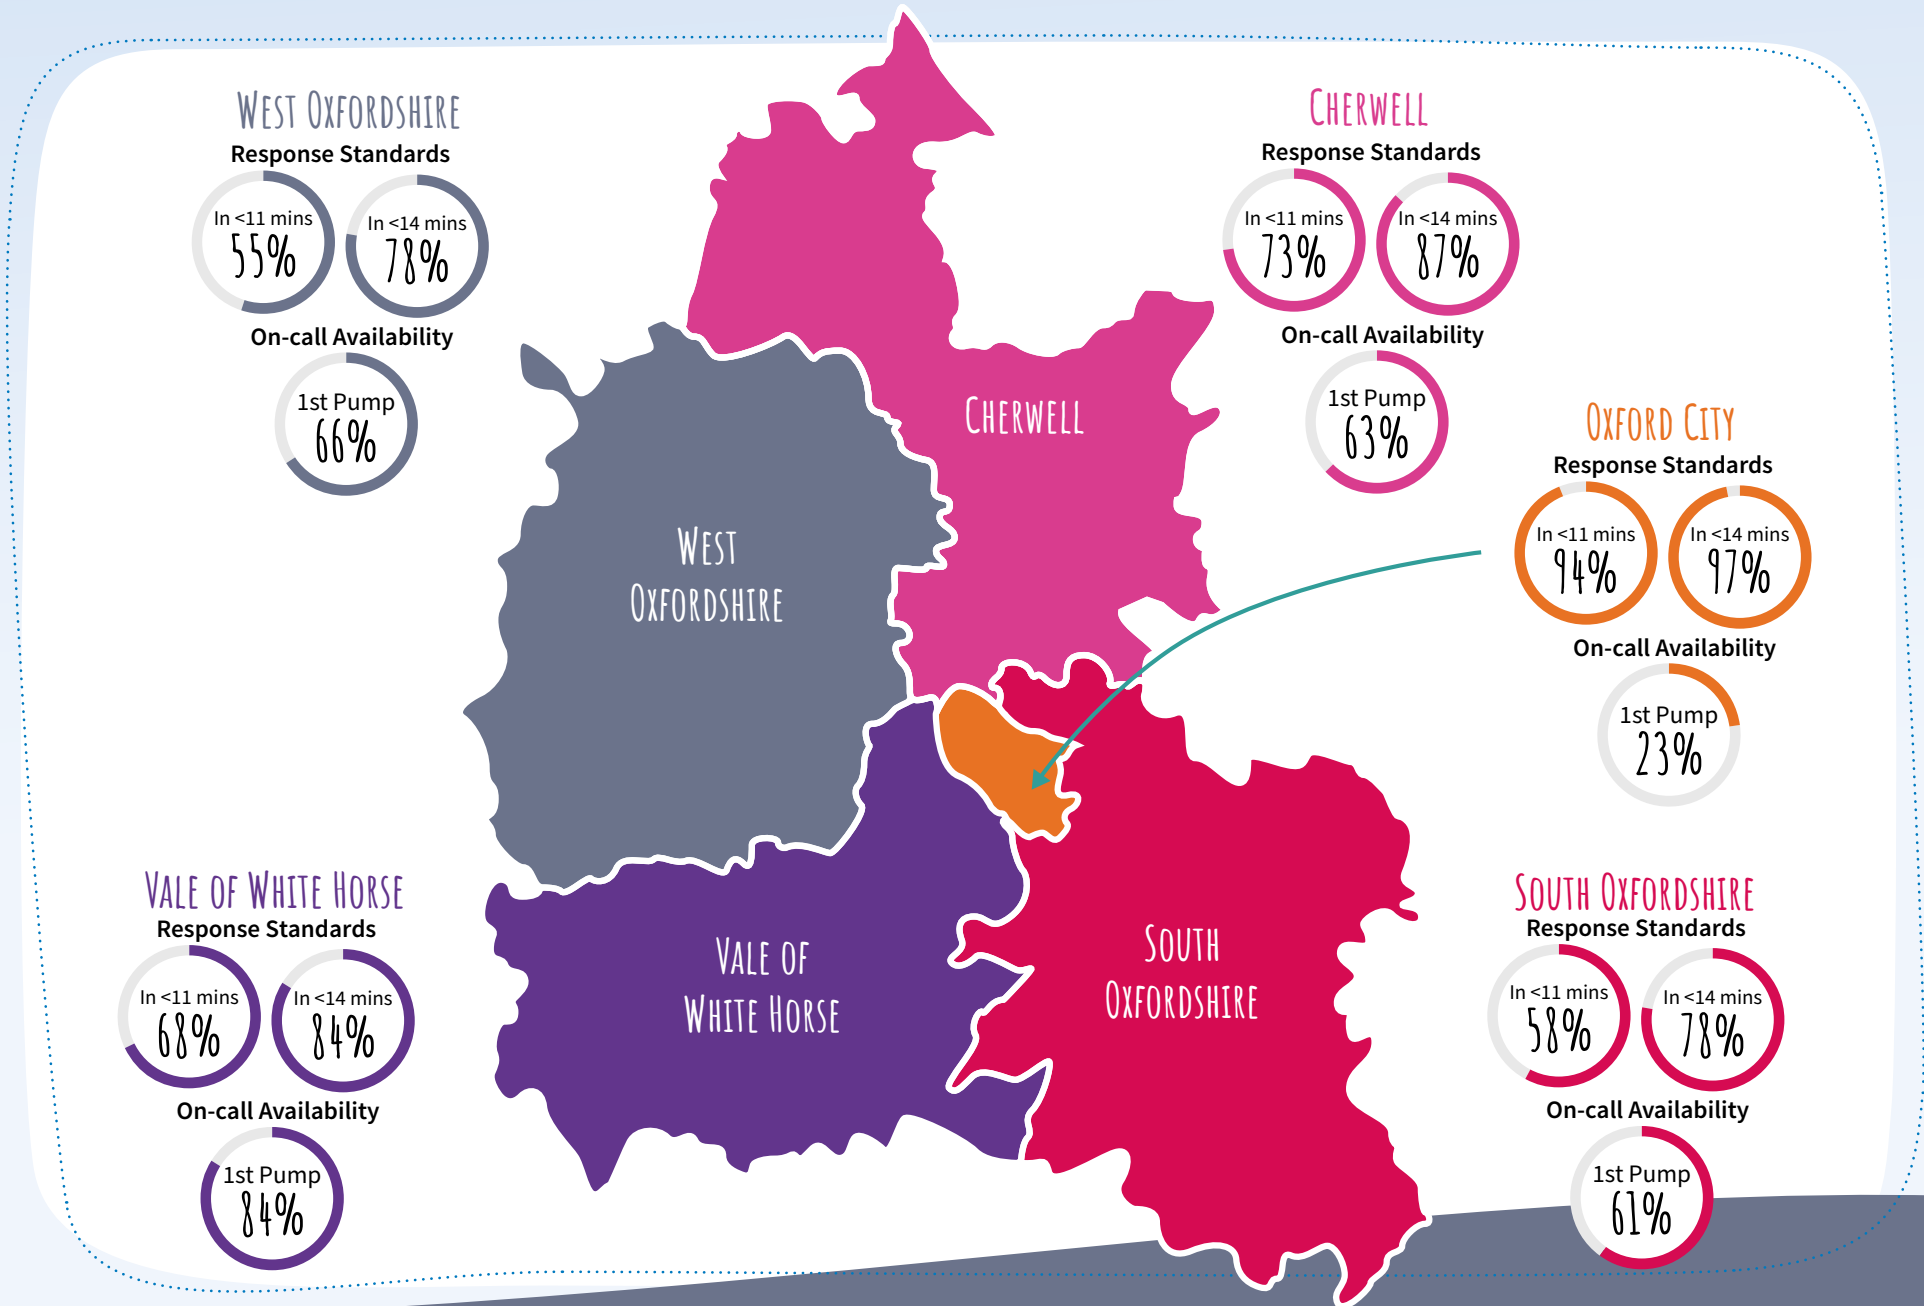 WEST OXFORDSHIRE
Response Standards
In <11 mins
55%
In <14 mins
78%
On-call Availability
1st Pump
66%
CHERWELL
Response Standards
In <11 mins
73%
In <14 mins
87%
On-call Availability
1st Pump
63%
OXFORD CITY
Response Standards
In <11 mins
94%
In <14 mins
97%
On-call Availability
1st Pump
23%
CHERWELL
WEST
OXFORDSHIRE
VALE OF
WHITE HORSE
SOUTH
OXFORDSHIRE
VALE OF WHITE HORSE
Response Standards
In <11 mins
68%
In <14 mins
84%
On-call Availability
1st Pump
84%
SOUTH OXFORDSHIRE
Response Standards
In <11 mins
58%
In <14 mins
78%
On-call Availability
1st Pump
61%